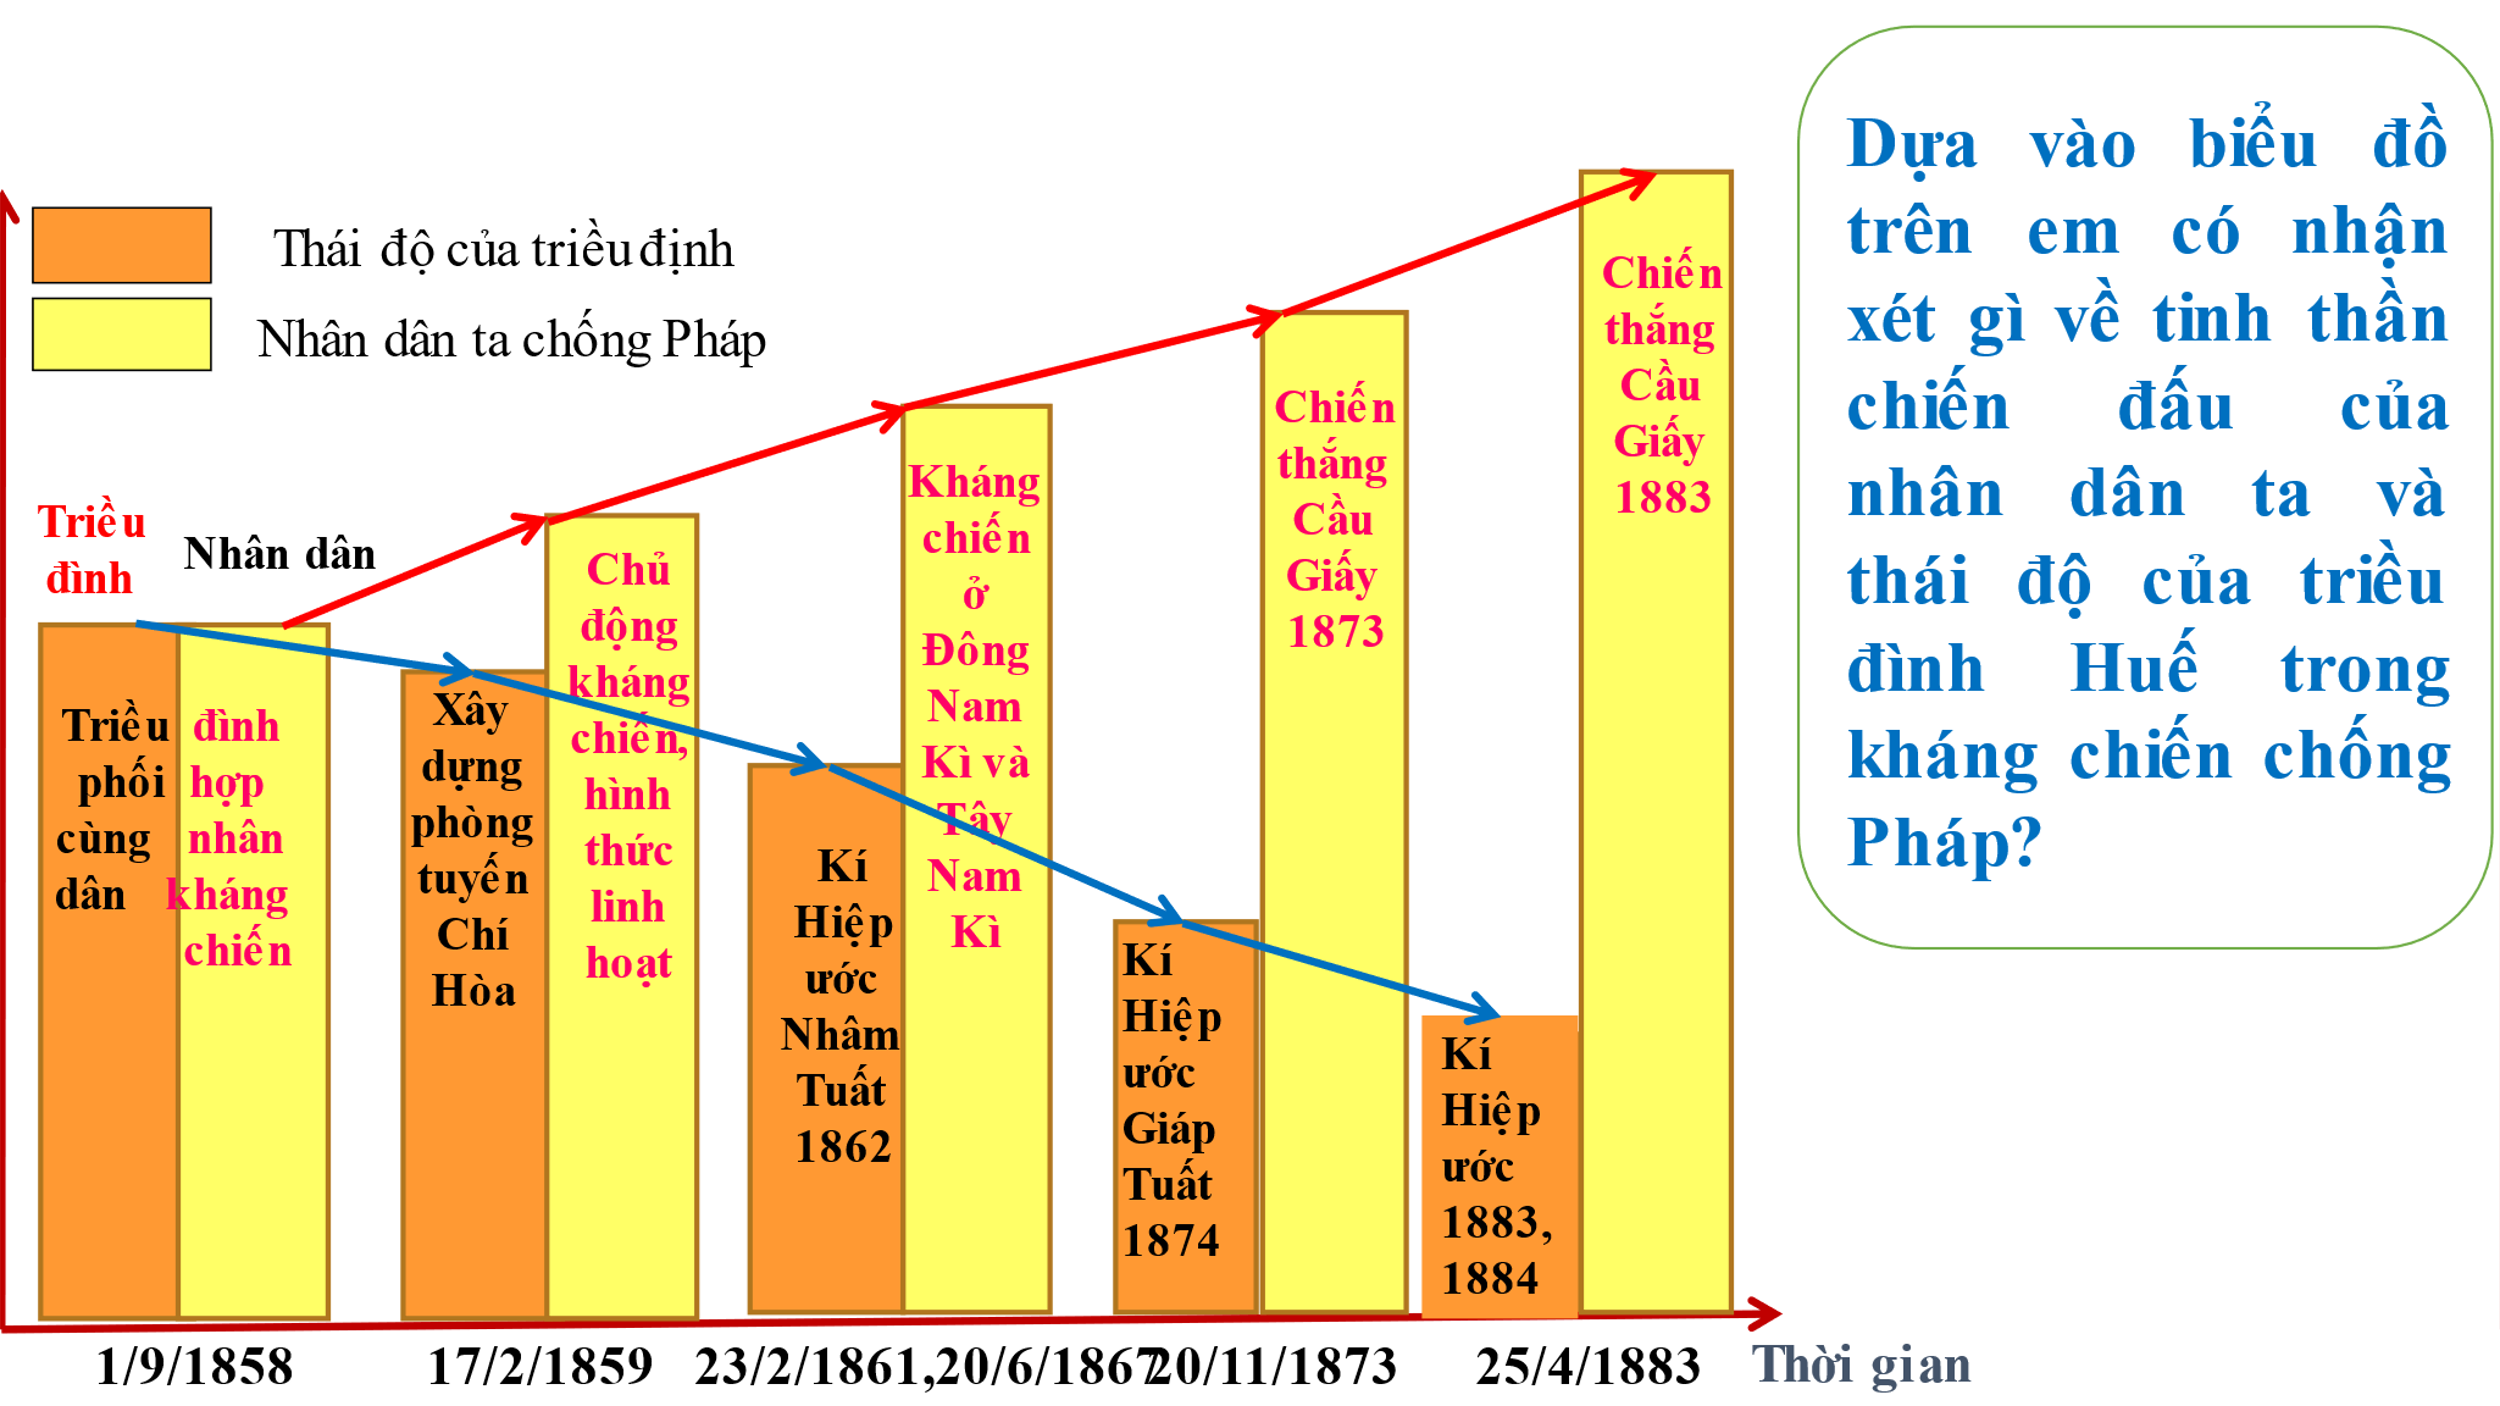 Thái độ của triều định
Nhân dân ta chống Pháp
Triều
đình
Nhân dân
Triều đình
phối hợp
cùng nhân
dân kháng
chiến
Xây
dựng
phòng
tuyến
Chí
Hòa
Chủ
động
kháng
chiến,
hình
thức
linh
hoạt
Kí
Hiệp
ước
Nhâm
Tuất
1862
Kháng
chiến
ở
Đông
Nam
Kì và
Tây
Nam
Kì
Kí
Hiệp
ước
Giáp
Tuất
1874
Chiến
thắng
Cầu
Giấy
1873
Kí
Hiệp
ước
1883,
1884
Chiến
thắng
Cầu
Giấy
1883
1/9/1858
17/2/1859
23/2/1861,20/6/1867
20/11/1873
25/4/1883
Thời gian
Dựa vào biểu đồ
trên em có nhận
xét gì về tinh thần
chiến đấu của
nhân dân ta và
thái độ của triều
đình Huế trong
kháng chiến chống
Pháp?